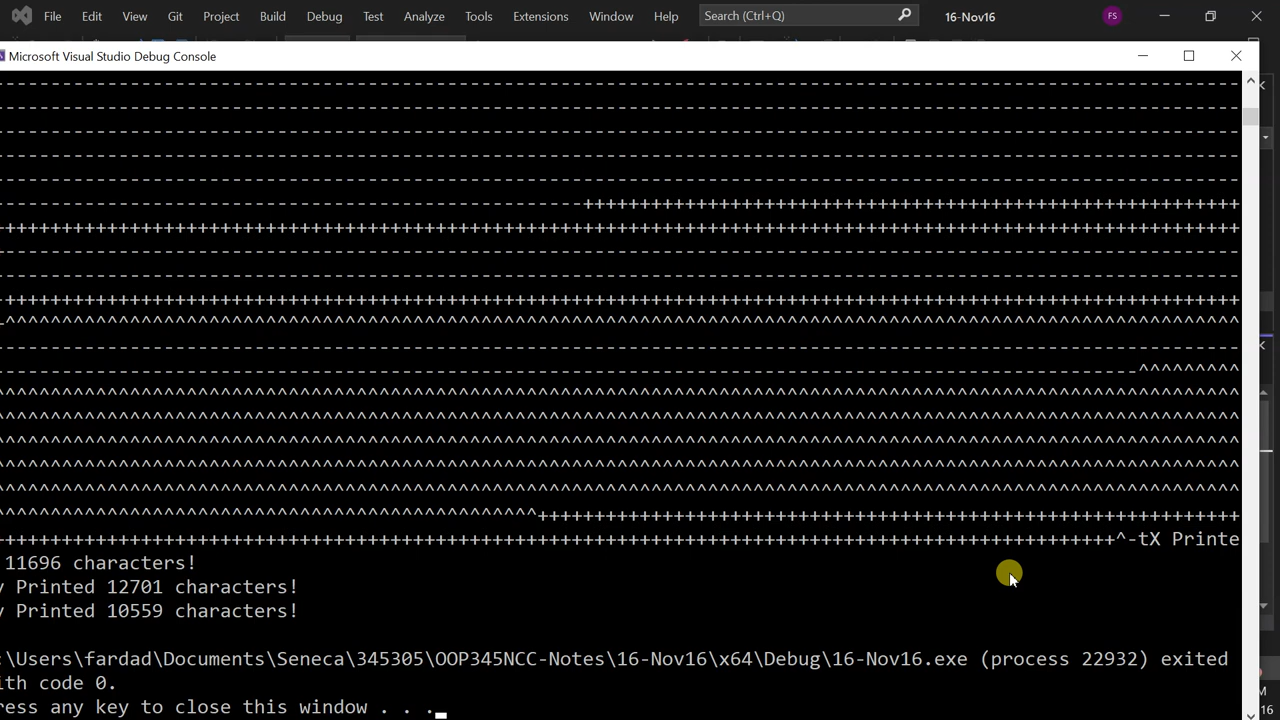 File Edit View Git Project Build Debug Test Analyze Tools Extensions Window Help Search (Ctrl+Q) 16-Nov16 FS
Microsoft Visual Studio Debug Console
^-tX Printe
11696 characters!
y Printed 12701 characters!
y Printed 10559 characters!
:\Users\fardad\Documents\Seneca\345305\OOP345NCC-Notes\16-Nov16\x64\Debug\16-Nov16.exe (process 22932) exited
ith code 0.
ress any key to close this window . . .